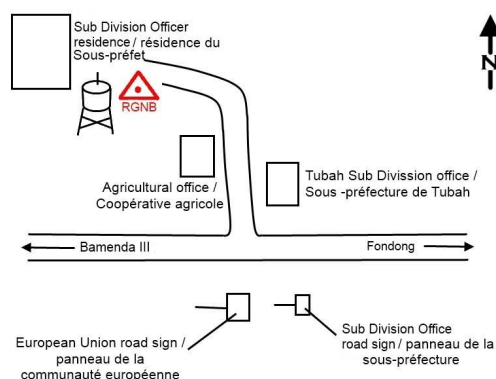 Sub Division Officer
residence / résidence du
Sous-préfet
N
RGNB
Agricultural office /
Coopérative agricole
Tubah Sub Divission office /
Sous -préfecture de Tubah
Bamenda III
Fondong
European Union road sign /
panneau de la
communauté européenne
Sub Division Office
road sign / panneau de la
sous-préfecture